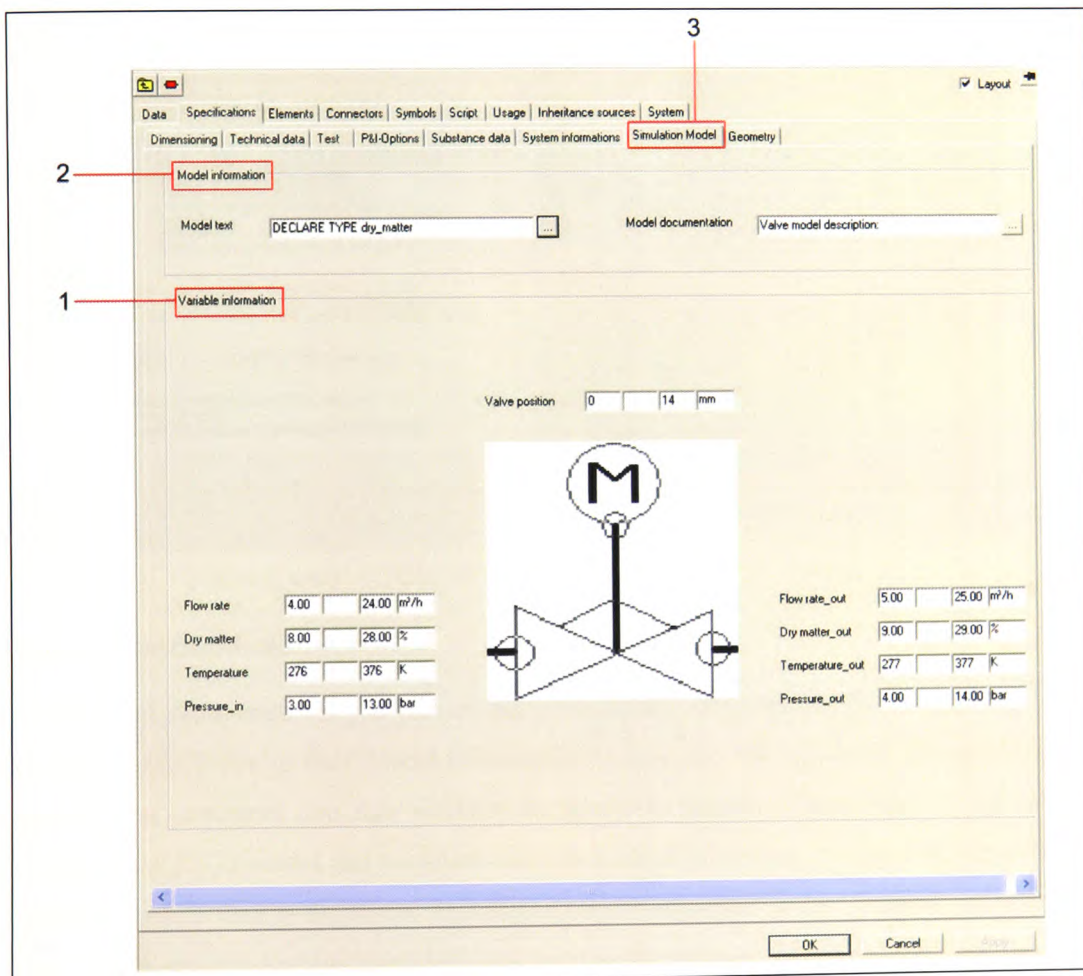 3
Layout
Data Specifications Elements Connectors Symbols Script Usage Inheritance sources System
Dimensioning Technical data Test P&I-Options Substance data System informations Simulation Model Geometry
2
Model information
Model text DECLARE TYPE dry_matter ... Model documentation Valve model description: ...
1
Variable information
Valve position 0 14 mm
M
Flow rate 4.00 24.00 m³/h
Dry matter 8.00 28.00 %
Temperature 276 376 K
Pressure_in 3.00 13.00 bar
Flow rate_out 5.00 25.00 m³/h
Dry matter_out 9.00 29.00 %
Temperature_out 277 377 K
Pressure_out 4.00 14.00 bar
OK Cancel Apply